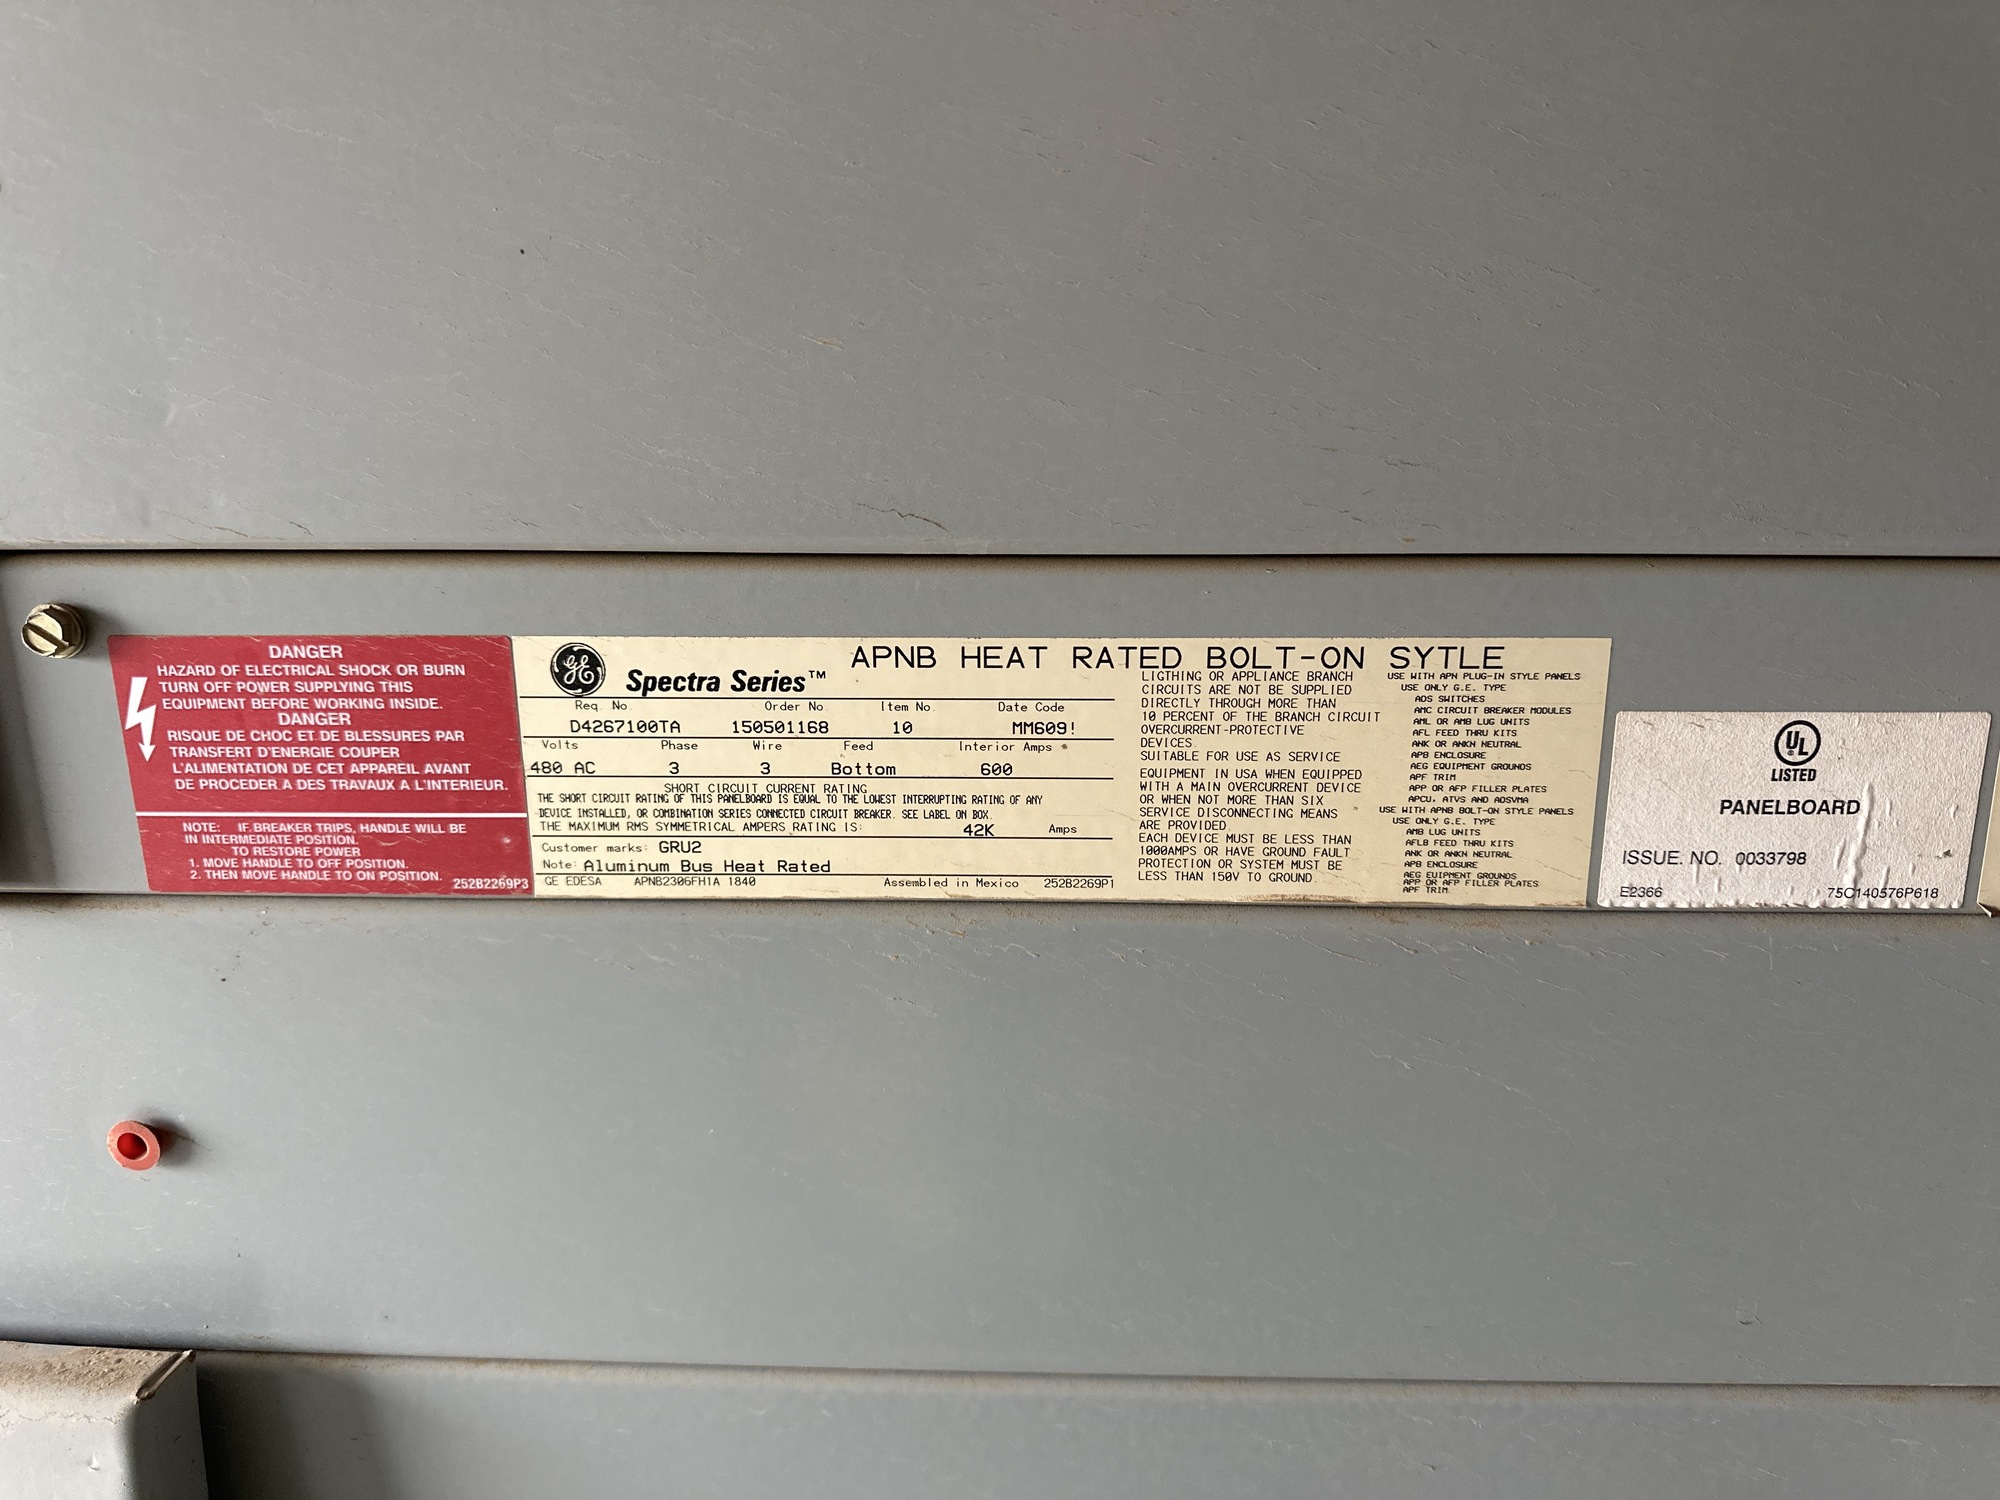 DANGER
HAZARD OF ELECTRICAL SHOCK OR BURN
TURN OFF POWER SUPPLYING THIS
EQUIPMENT BEFORE WORKING INSIDE.
DANGER
RISQUE DE CHOC ET DE BLESSURES PAR
TRANSFERT D'ENERGIE COUPER
L'ALIMENTATION DE CET APPAREIL AVANT
DE PROCEDER A DES TRAVAUX A L'INTERIEUR.
NOTE: IF BREAKER TRIPS, HANDLE WILL BE
IN INTERMEDIATE POSITION.
TO RESTORE POWER
1. MOVE HANDLE TO OFF POSITION.
2. THEN MOVE HANDLE TO ON POSITION.
252B2269P3
GE
Spectra Series™
APNB HEAT RATED BOLT-ON SYTLE
Req. No. Order No Item No. Date Code
D4267100TA 150501168 10 MM609!
Volts Phase Wire Feed Interior Amps
480 AC 3 3 Bottom 600
SHORT CIRCUIT CURRENT RATING
THE SHORT CIRCUIT RATING OF THIS PANELBOARD IS EQUAL TO THE LOWEST INTERRUPTING RATING OF ANY
DEVICE INSTALLED, OR COMBINATION SERIES CONNECTED CIRCUIT BREAKER. SEE LABEL ON BOX.
THE MAXIMUM RMS SYMMETRICAL AMPERS RATING IS: 42K Amps
Customer marks: GRU2
Note: Aluminum Bus Heat Rated
GE EDESA APNB2306FH1A 1840 Assembled in Mexico 252B2269P1
LIGTHING OR APPLIANCE BRANCH
CIRCUITS ARE NOT BE SUPPLIED
DIRECTLY THROUGH MORE THAN
10 PERCENT OF THE BRANCH CIRCUIT
OVERCURRENT-PROTECTIVE
DEVICES.
SUITABLE FOR USE AS SERVICE
EQUIPMENT IN USA WHEN EQUIPPED
WITH A MAIN OVERCURRENT DEVICE
OR WHEN NOT MORE THAN SIX
SERVICE DISCONNECTING MEANS
ARE PROVIDED.
EACH DEVICE MUST BE LESS THAN
1000AMPS OR HAVE GROUND FAULT
PROTECTION OR SYSTEM MUST BE
LESS THAN 150V TO GROUND.
USE WITH APN PLUG-IN STYLE PANELS
USE ONLY G.E. TYPE
ADS SWITCHES
AMC CIRCUIT BREAKER MODULES
AML OR AMB LUG UNITS
AFL FEED THRU KITS
ANK OR ANKN NEUTRAL
APB ENCLOSURE
AEG EQUIPMENT GROUNDS
APF TRIM
APP OR AFP FILLER PLATES
APCU, ATVS AND ADSVMA
USE WITH APNB BOLT-ON STYLE PANELS
USE ONLY G.E. TYPE
AMB LUG UNITS
AFLB FEED THRU KITS
ANK OR ANKN NEUTRAL
APB ENCLOSURE
AEG EUIPMENT GROUNDS
APP OR AFP FILLER PLATES
APF TRIM
UL
LISTED
PANELBOARD
ISSUE. NO. 0033798
E2366 75C140576P618